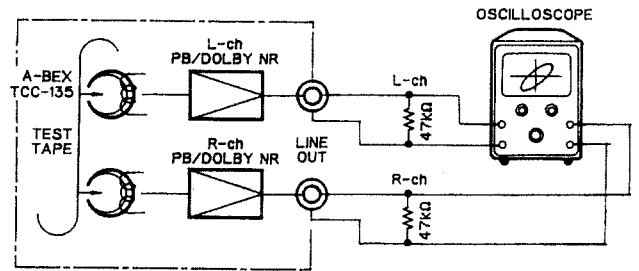 OSCILLOSCOPE
L-ch
PB/DOLBY NR
L-ch
A-BEX
TCC-135
47kΩ
TEST
TAPE
R-ch
PB/DOLBY NR
LINE
OUT
R-ch
47kΩ